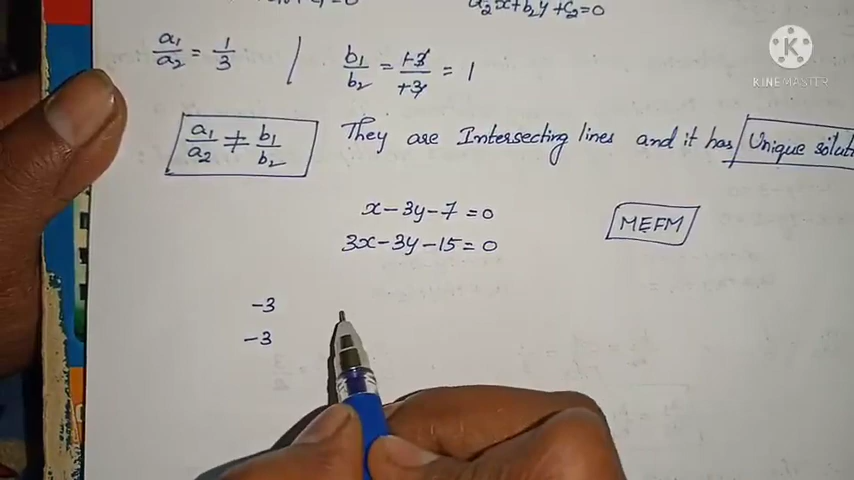 a₂x+b₂y+c₂=0
a₁/a₂ = 1/3 / b₁/b₂ = +3/+3 = 1
K
KINEMASTER
a₁/a₂ ≠ b₁/b₂ They are Intersecting lines and it has Unique
x-3y-7=0
3x-3y-15=0
MEFM
-3
-3